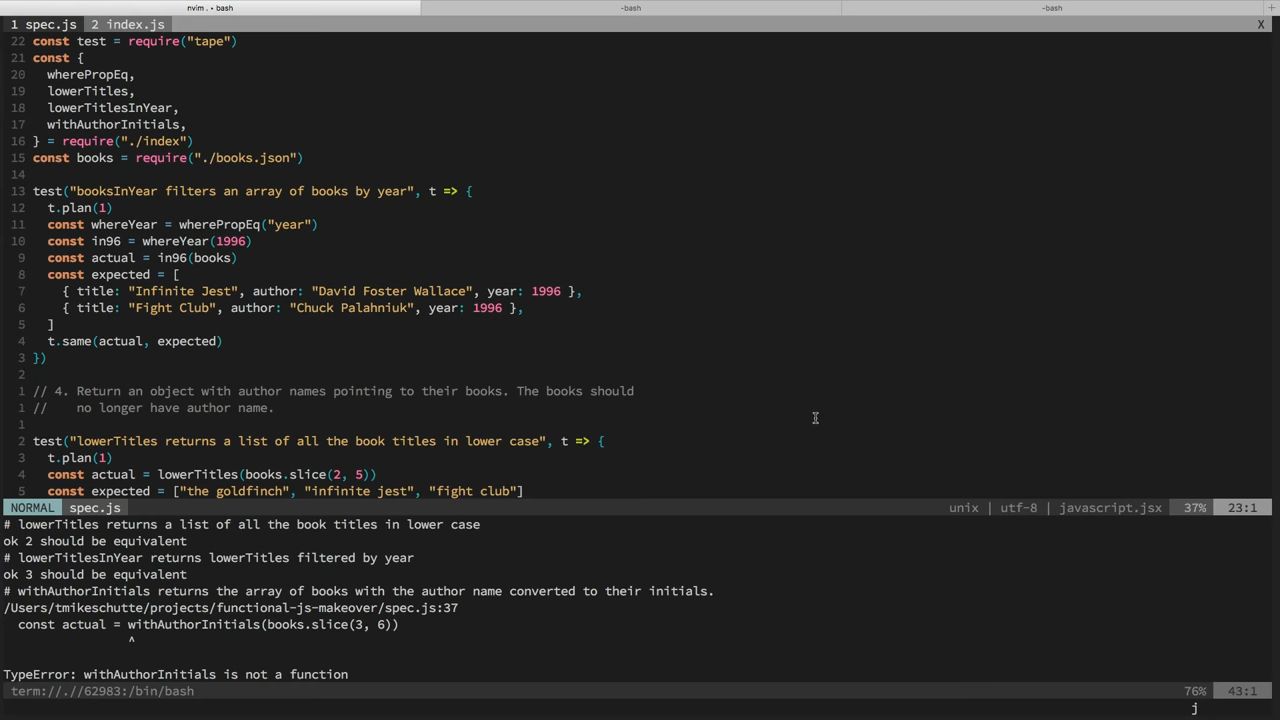 nvim . • bash
-bash
-bash
+
1 spec.js  2 index.js
X
22 const test = require("tape")
21 const {
20   wherePropEq,
19   lowerTitles,
18   lowerTitlesInYear,
17   withAuthorInitials,
16 } = require("./index")
15 const books = require("./books.json")
14
13 test("booksInYear filters an array of books by year", t => {
12   t.plan(1)
11   const whereYear = wherePropEq("year")
10   const in96 = whereYear(1996)
9   const actual = in96(books)
8   const expected = [
7     { title: "Infinite Jest", author: "David Foster Wallace", year: 1996 },
6     { title: "Fight Club", author: "Chuck Palahniuk", year: 1996 },
5   ]
4   t.same(actual, expected)
3 })
2
1 // 4. Return an object with author names pointing to their books. The books should
1 //    no longer have author name.
1
2 test("lowerTitles returns a list of all the book titles in lower case", t => {
3   t.plan(1)
4   const actual = lowerTitles(books.slice(2, 5))
5   const expected = ["the goldfinch", "infinite jest", "fight club"]
NORMAL  spec.js  unix | utf-8 | javascript.jsx  37%  23:1
# lowerTitles returns a list of all the book titles in lower case
ok 2 should be equivalent
# lowerTitlesInYear returns lowerTitles filtered by year
ok 3 should be equivalent
# withAuthorInitials returns the array of books with the author name converted to their initials.
/Users/tmikeschutte/projects/functional-js-makeover/spec.js:37
  const actual = withAuthorInitials(books.slice(3, 6))
                 ^
TypeError: withAuthorInitials is not a function
term://.//62983:/bin/bash  76%  43:1
j